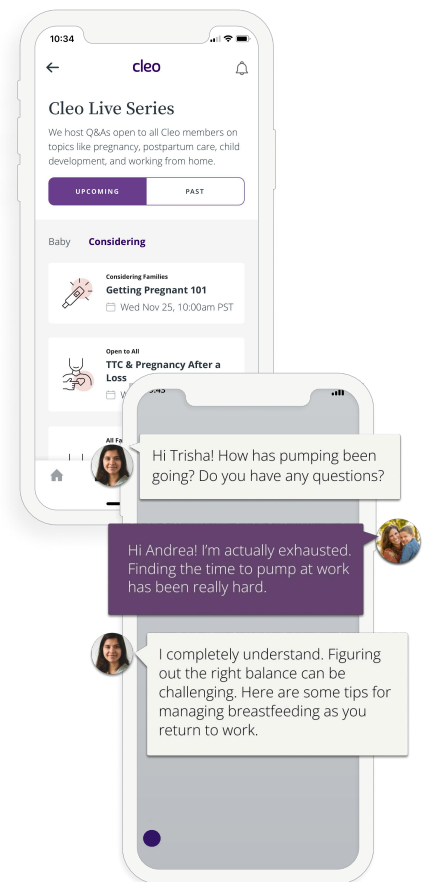 10:34
cleo
Cleo Live Series
We host Q&As open to all Cleo members on
topics like pregnancy, postpartum care, child
development, and working from home.
UPCOMING
PAST
Baby
Considering
Considering Families
Getting Pregnant 101
Wed Nov 25, 10:00am PST
Open to All
TTC & Pregnancy After a
Loss
Hi Trisha! How has pumping been
going? Do you have any questions?
Hi Andrea! I'm actually exhausted.
Finding the time to pump at work
has been really hard.
I completely understand. Figuring
out the right balance can be
challenging. Here are some tips for
managing breastfeeding as you
return to work.